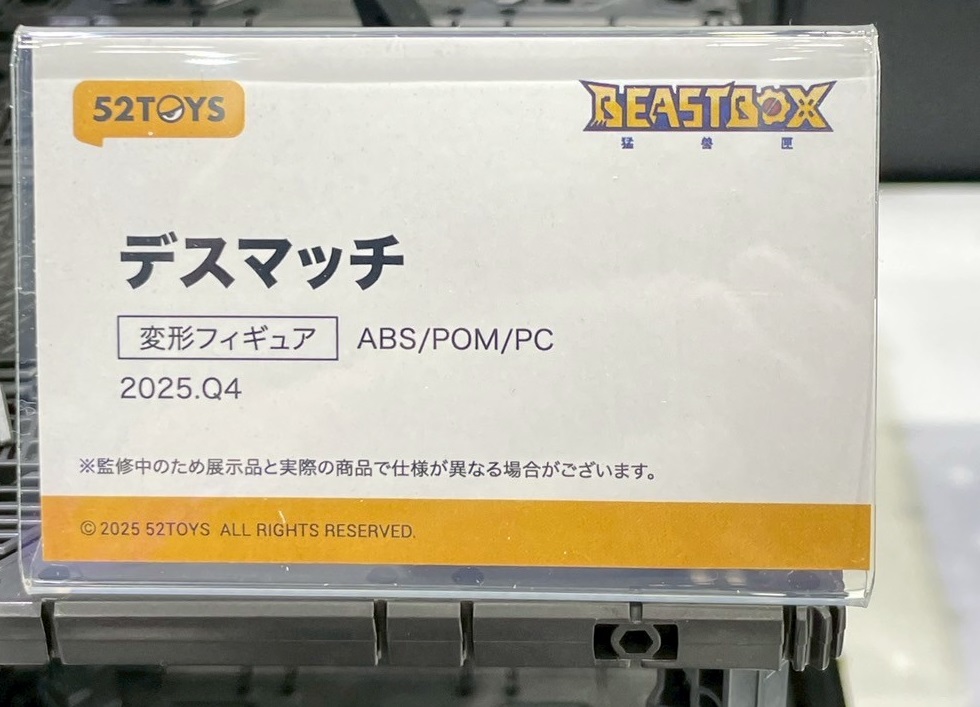 52TOYS
BEASTBOX
猛獣匣
デスマッチ
変形フィギュア ABS/POM/PC
2025.Q4
※監修中のため展示品と実際の商品で仕様が異なる場合がございます。
© 2025 52TOYS ALL RIGHTS RESERVED.